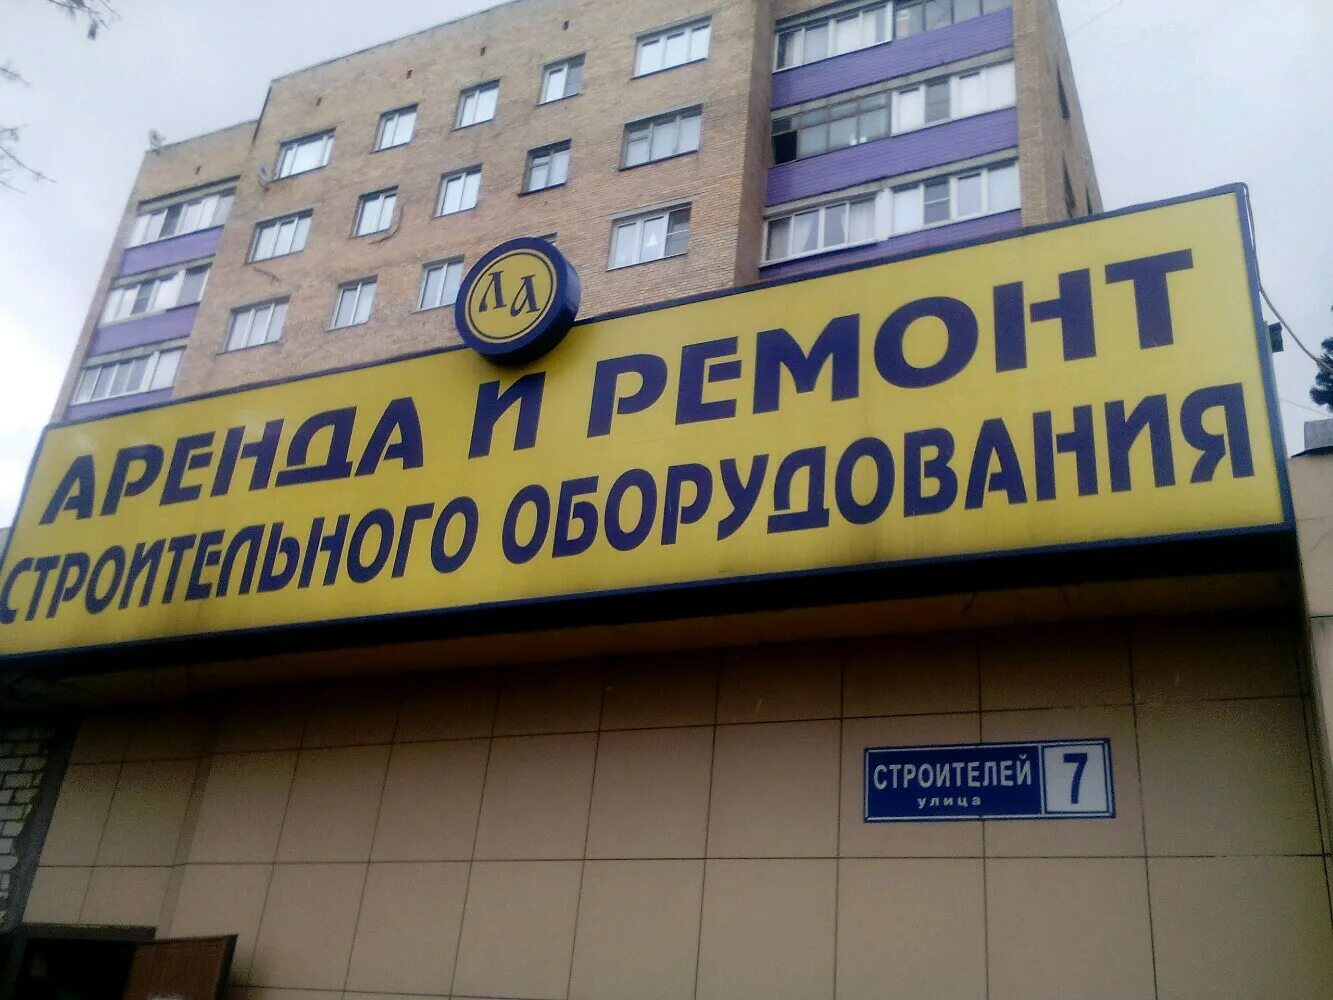 ЛА
АРЕНДА И РЕМОНТ
СТРОИТЕЛЬНОГО ОБОРУДОВАНИЯ
СТРОИТЕЛЕЙ 7
улица